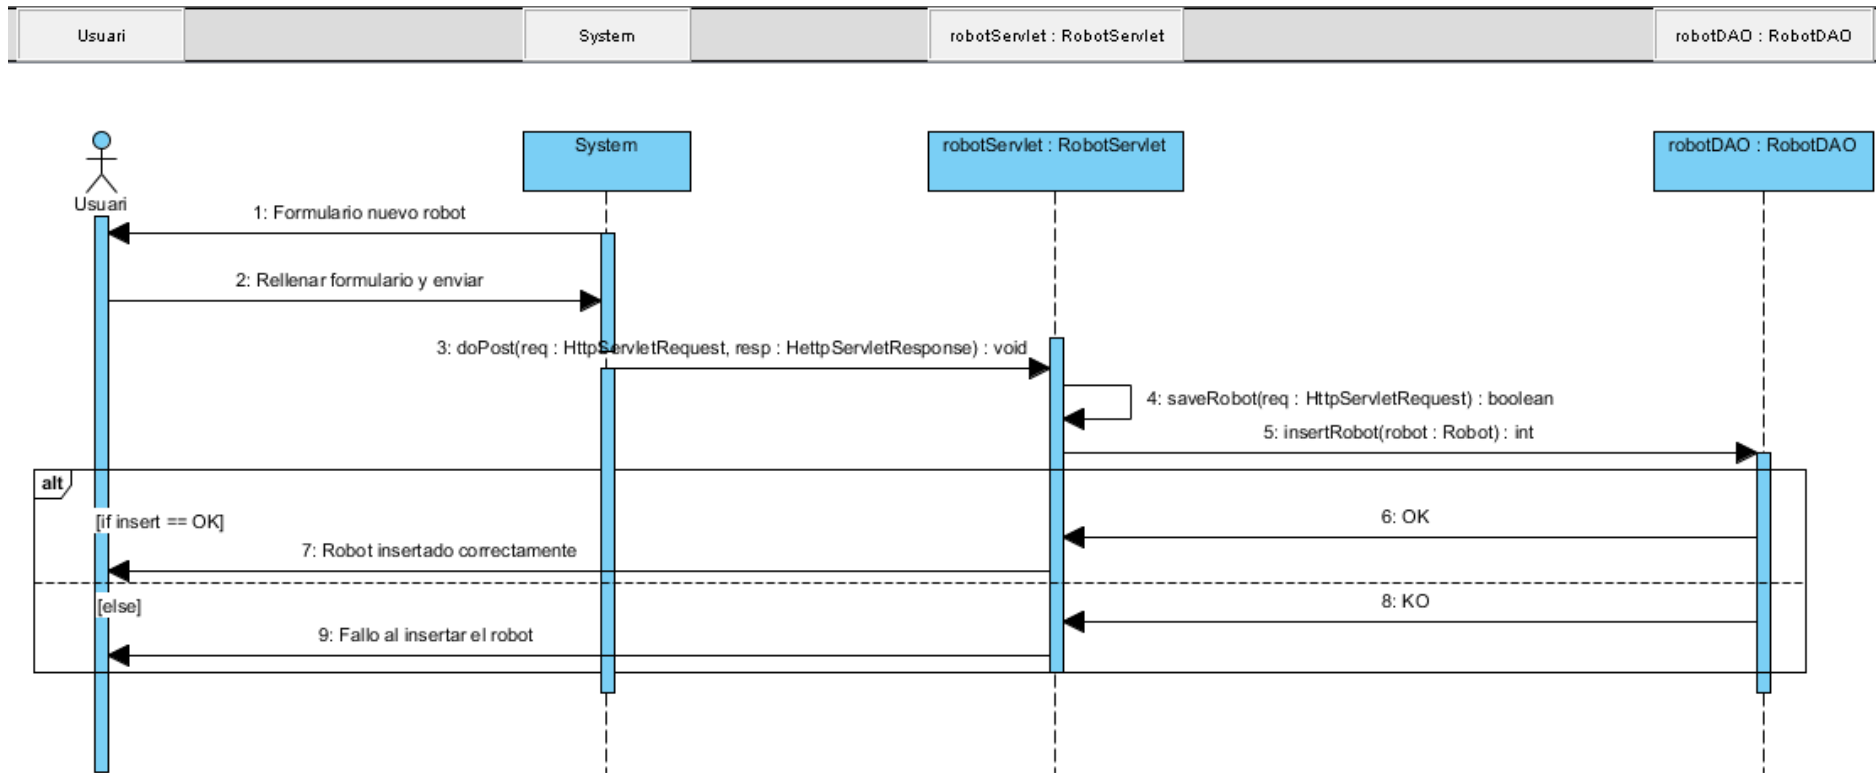 Usuari
System
robotServlet : RobotServlet
robotDAO : RobotDAO
System
robotServlet : RobotServlet
robotDAO : RobotDAO
Usuari
1: Formulario nuevo robot
2: Rellenar formulario y enviar
3: doPost(req : HttpServletRequest, resp : HettpServletResponse) : void
4: saveRobot(req : HttpServletRequest) : boolean
5: insertRobot(robot : Robot) : int
alt
[if insert == OK]
6: OK
7: Robot insertado correctamente
[else]
8: KO
9: Fallo al insertar el robot